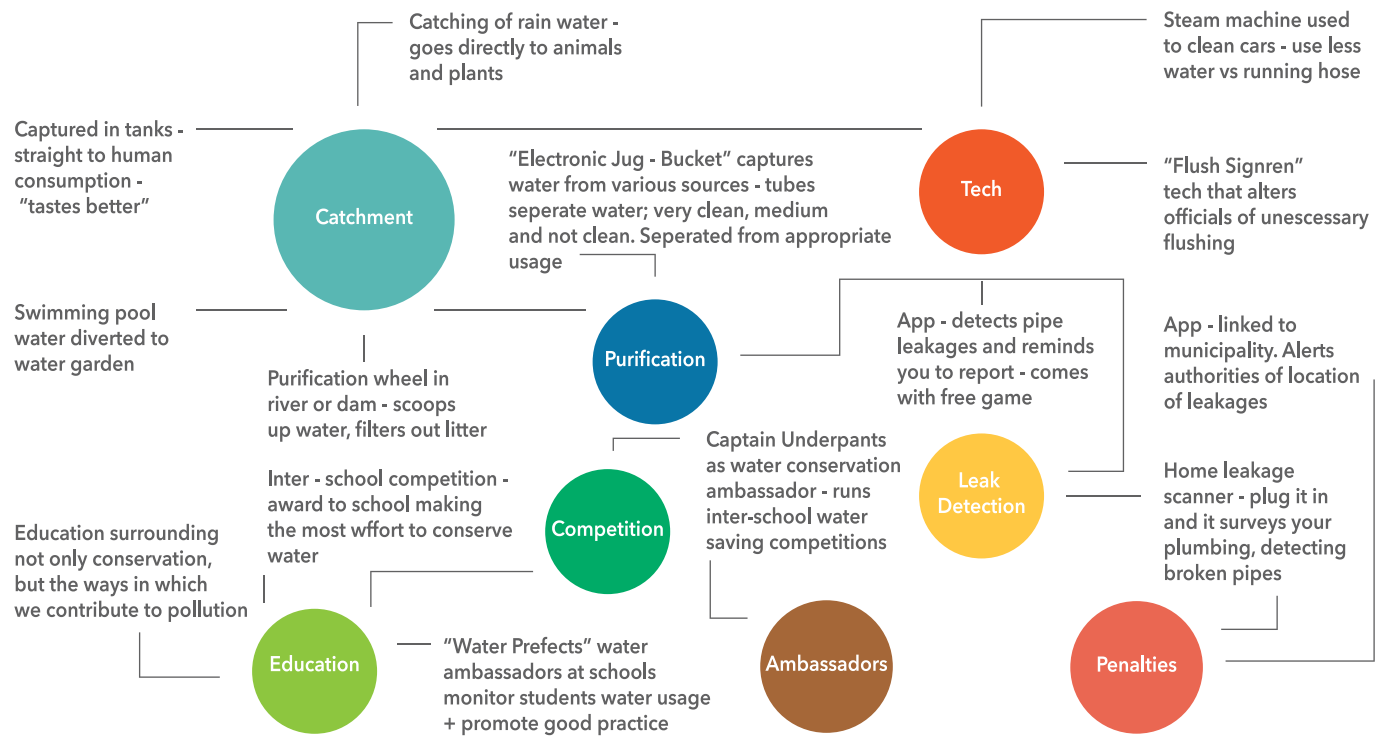 Catching of rain water -
goes directly to animals
and plants
Steam machine used
to clean cars - use less
water vs running hose
Captured in tanks -
straight to human
consumption -
"tastes better"
Catchment
"Electronic Jug - Bucket" captures
water from various sources - tubes
seperate water; very clean, medium
and not clean. Seperated from appropriate
usage
Tech
"Flush Signren"
tech that alters
officials of unescessary
flushing
Swimming pool
water diverted to
water garden
Purification
App - detects pipe
leakages and reminds
you to report - comes
with free game
App - linked to
municipality. Alerts
authorities of location
of leakages
Purification wheel in
river or dam - scoops
up water, filters out litter
Inter - school competition -
award to school making
the most wffort to conserve
water
Competition
Captain Underpants
as water conservation
ambassador - runs
inter-school water
saving competitions
Leak
Detection
Home leakage
scanner - plug it in
and it surveys your
plumbing, detecting
broken pipes
Education surrounding
not only conservation,
but the ways in which
we contribute to pollution
Education
"Water Prefects" water
ambassadors at schools
monitor students water usage
+ promote good practice
Ambassadors
Penalties